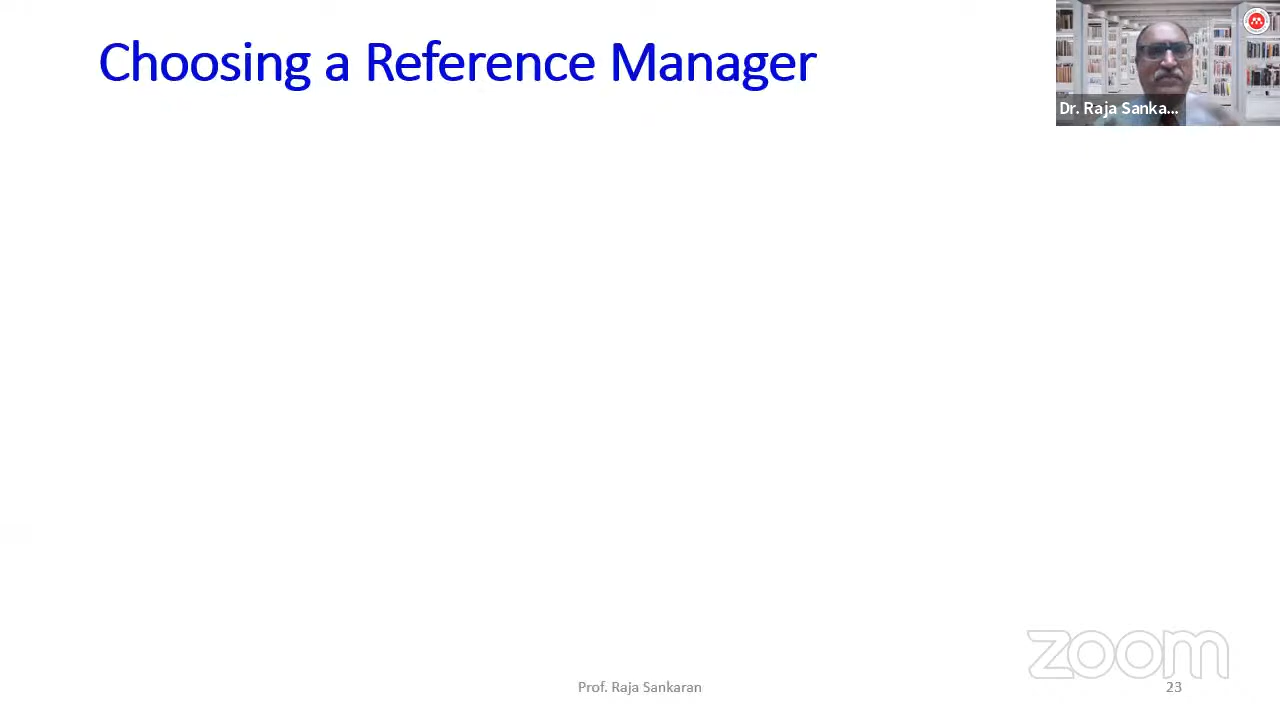 Choosing a Reference Manager
Dr. Raja Sanka...
zoom
Prof. Raja Sankaran
23